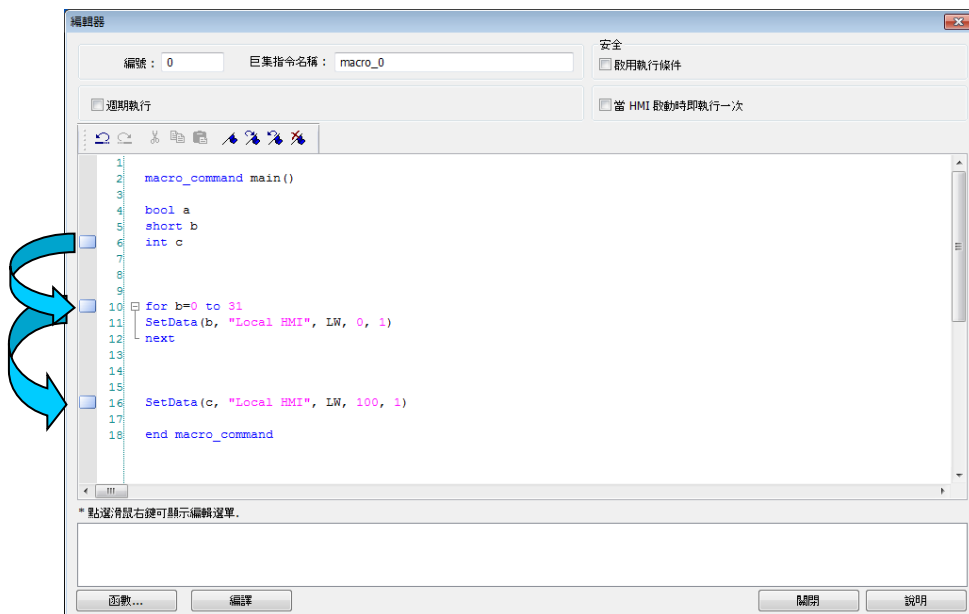 編輯器
編號： 0 巨集指令名稱： macro_0
安全
啟用執行條件
週期執行
當 HMI 啟動時即執行一次
1
2 macro_command main()
3
4 bool a
5 short b
6 int c
7
8
9
10 for b=0 to 31
11 SetData(b, "Local HMI", LW, 0, 1)
12 next
13
14
15
16 SetData(c, "Local HMI", LW, 100, 1)
17
18 end macro_command
* 點選滑鼠右鍵可顯示編輯選單.
函數... 編譯 關閉 說明